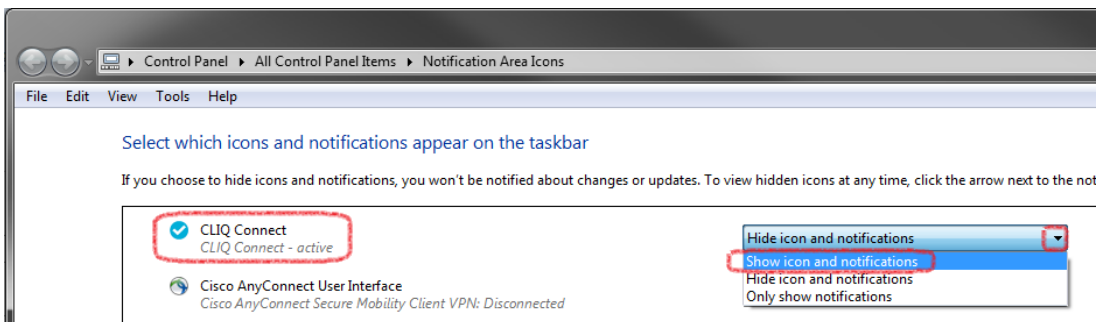 Control Panel ▸ All Control Panel Items ▸ Notification Area Icons
File Edit View Tools Help
Select which icons and notifications appear on the taskbar
If you choose to hide icons and notifications, you won't be notified about changes or updates. To view hidden icons at any time, click the arrow next to the not
CLIQ Connect
CLIQ Connect - active
Hide icon and notifications
Show icon and notifications
Hide icon and notifications
Only show notifications
Cisco AnyConnect User Interface
Cisco AnyConnect Secure Mobility Client VPN: Disconnected